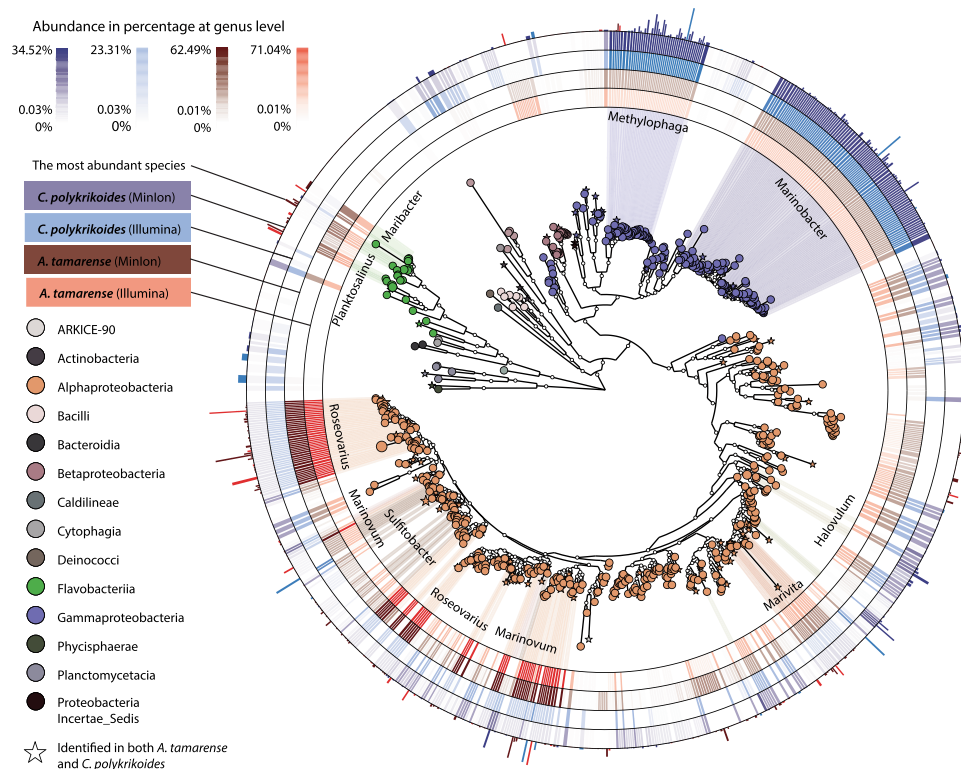 Abundance in percentage at genus level
34.52% 23.31% 62.49% 71.04%
0.03% 0.03% 0.01% 0.01%
0% 0% 0% 0%
The most abundant species
C. polykrikoides (MinIon)
C. polykrikoides (Illumina)
A. tamarense (MinIon)
A. tamarense (Illumina)
ARKICE-90
Actinobacteria
Alphaproteobacteria
Bacilli
Bacteroidia
Betaproteobacteria
Caldilineae
Cytophagia
Deinococci
Flavobacteriia
Gammaproteobacteria
Phycisphaerae
Planctomycetacia
Proteobacteria
Incertae_Sedis
Identified in both A. tamarense
and C. polykrikoides
Methylophaga
Marinobacter
Halovulum
Marivita
Marinovum
Roseovarius
Sulfitobacter
Marinovum
Roseovarius
Planktosalinus
Marilbacter